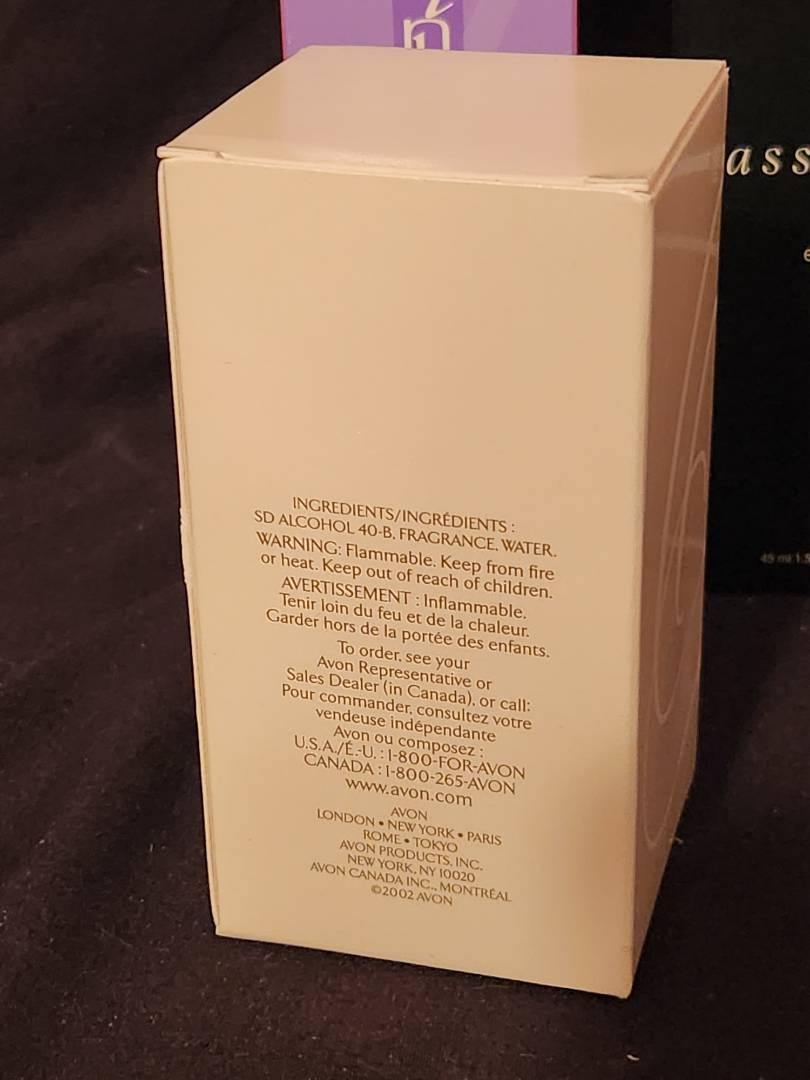 ass
INGREDIENTS/INGRÉDIENTS :
SD ALCOHOL 40-B, FRAGRANCE, WATER.
WARNING: Flammable. Keep from fire
or heat. Keep out of reach of children.
AVERTISSEMENT : Inflammable.
Tenir loin du feu et de la chaleur.
Garder hors de la portée des enfants.
To order, see your
Avon Representative or
Sales Dealer (in Canada), or call:
Pour commander, consultez votre
vendeuse indépendante
Avon ou composez :
U.S.A./É.-U. : 1-800-FOR-AVON
CANADA : 1-800-265-AVON
www.avon.com
AVON
LONDON • NEW YORK • PARIS
ROME • TOKYO
AVON PRODUCTS, INC.
NEW YORK, NY 10020
AVON CANADA INC., MONTRÉAL
©2002 AVON